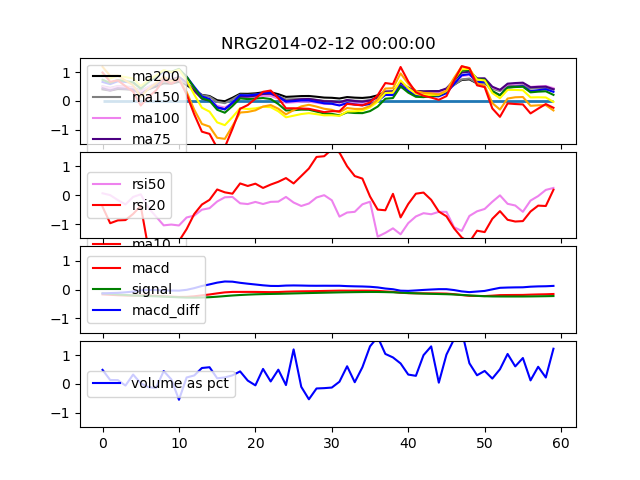 NRG2014-02-12 00:00:00
1
0
−1
ma200
ma150
ma100
ma75
1
0
−1
rsi50
rsi20
ma10
1
0
−1
macd
signal
macd_diff
1
0
−1
volume as pct
0 10 20 30 40 50 60